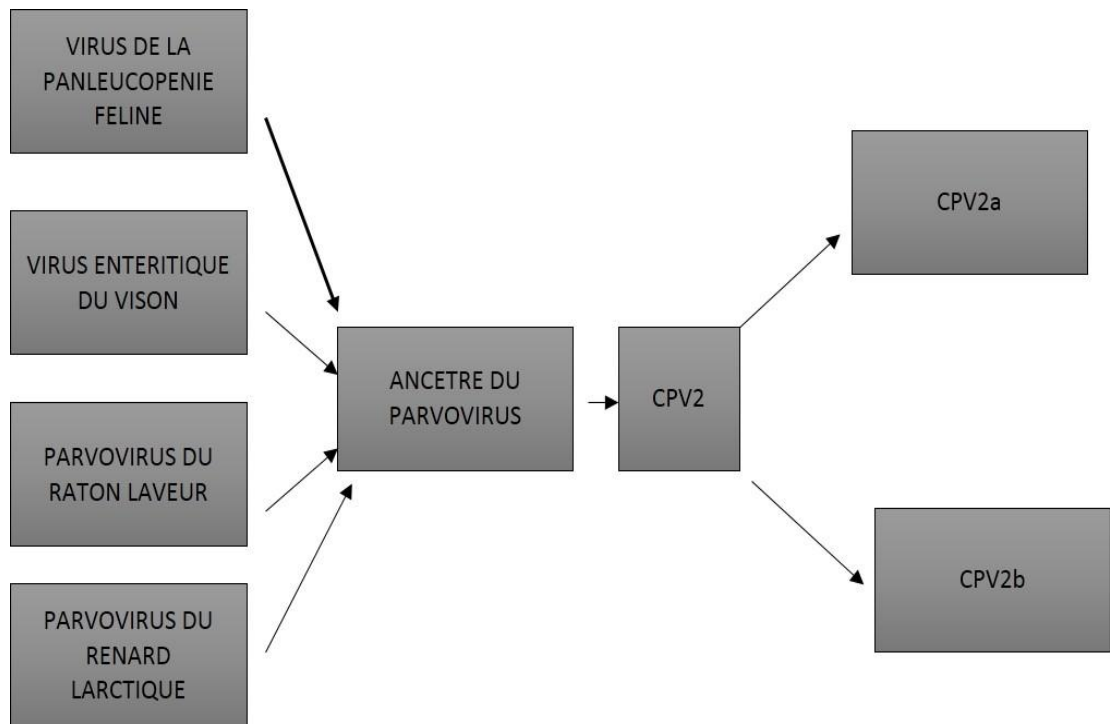 VIRUS DE LA
PANLEUCOPENIE
FELINE
VIRUS ENTERITIQUE
DU VISON
PARVOVIRUS DU
RATON LAVEUR
PARVOVIRUS DU
RENARD
LARCTIQUE
ANCETRE DU
PARVOVIRUS
CPV2
CPV2a
CPV2b